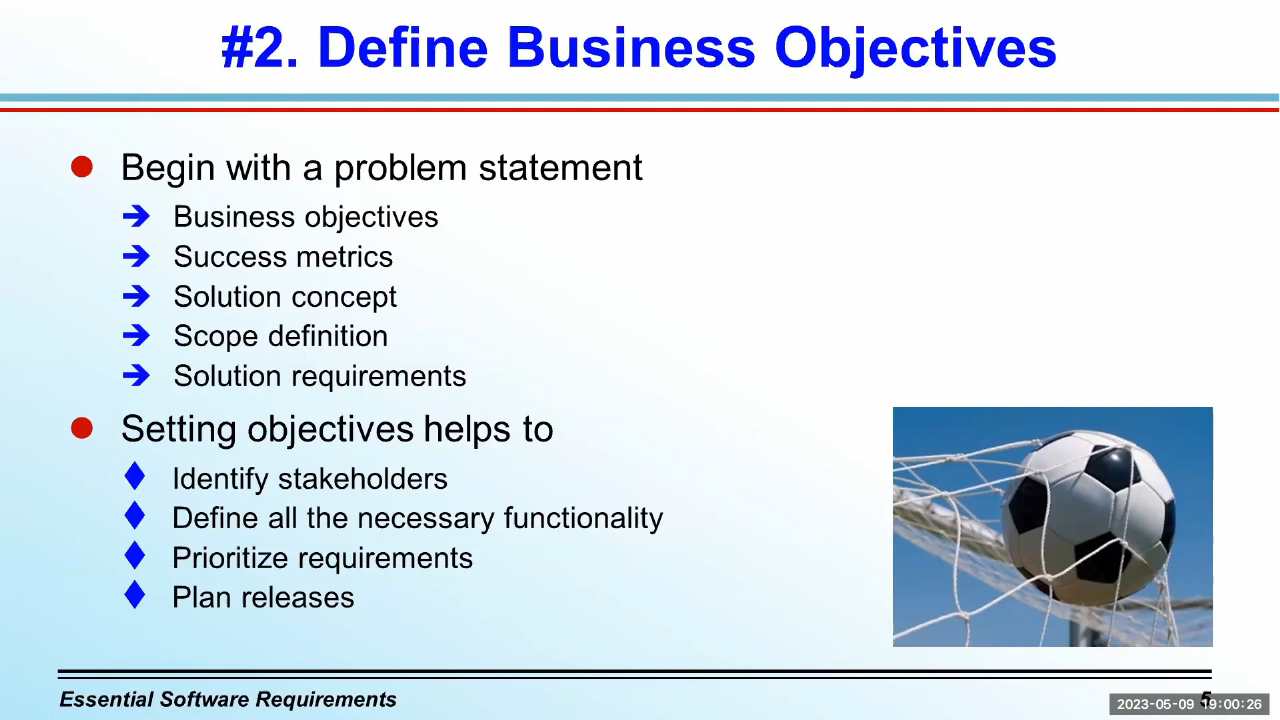 #2. Define Business Objectives
Begin with a problem statement
Business objectives
Success metrics
Solution concept
Scope definition
Solution requirements
Setting objectives helps to
Identify stakeholders
Define all the necessary functionality
Prioritize requirements
Plan releases
Essential Software Requirements
5
2023-05-09 19:00:26